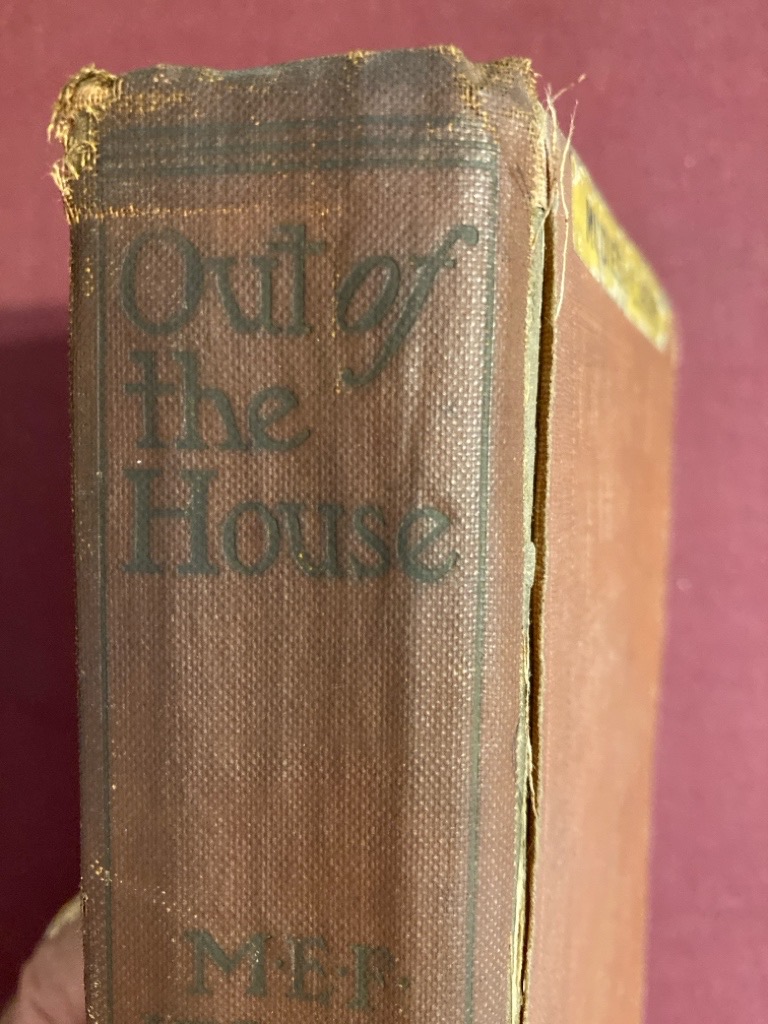 Out of
the
House
M·E·F·